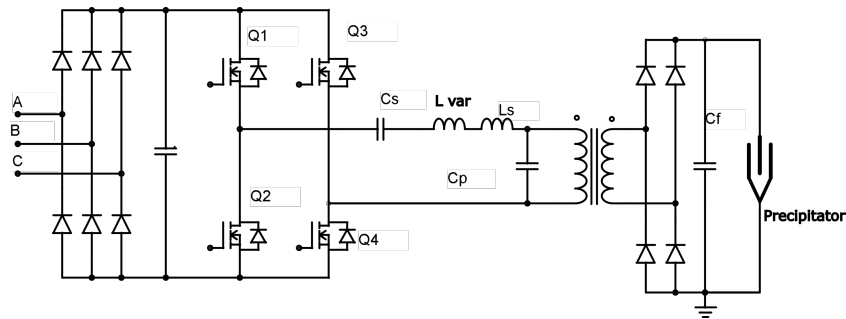 Q1
Q3
A
B
C
Cs
L var
Ls
Cf
Cp
Q2
Q4
Precipitator